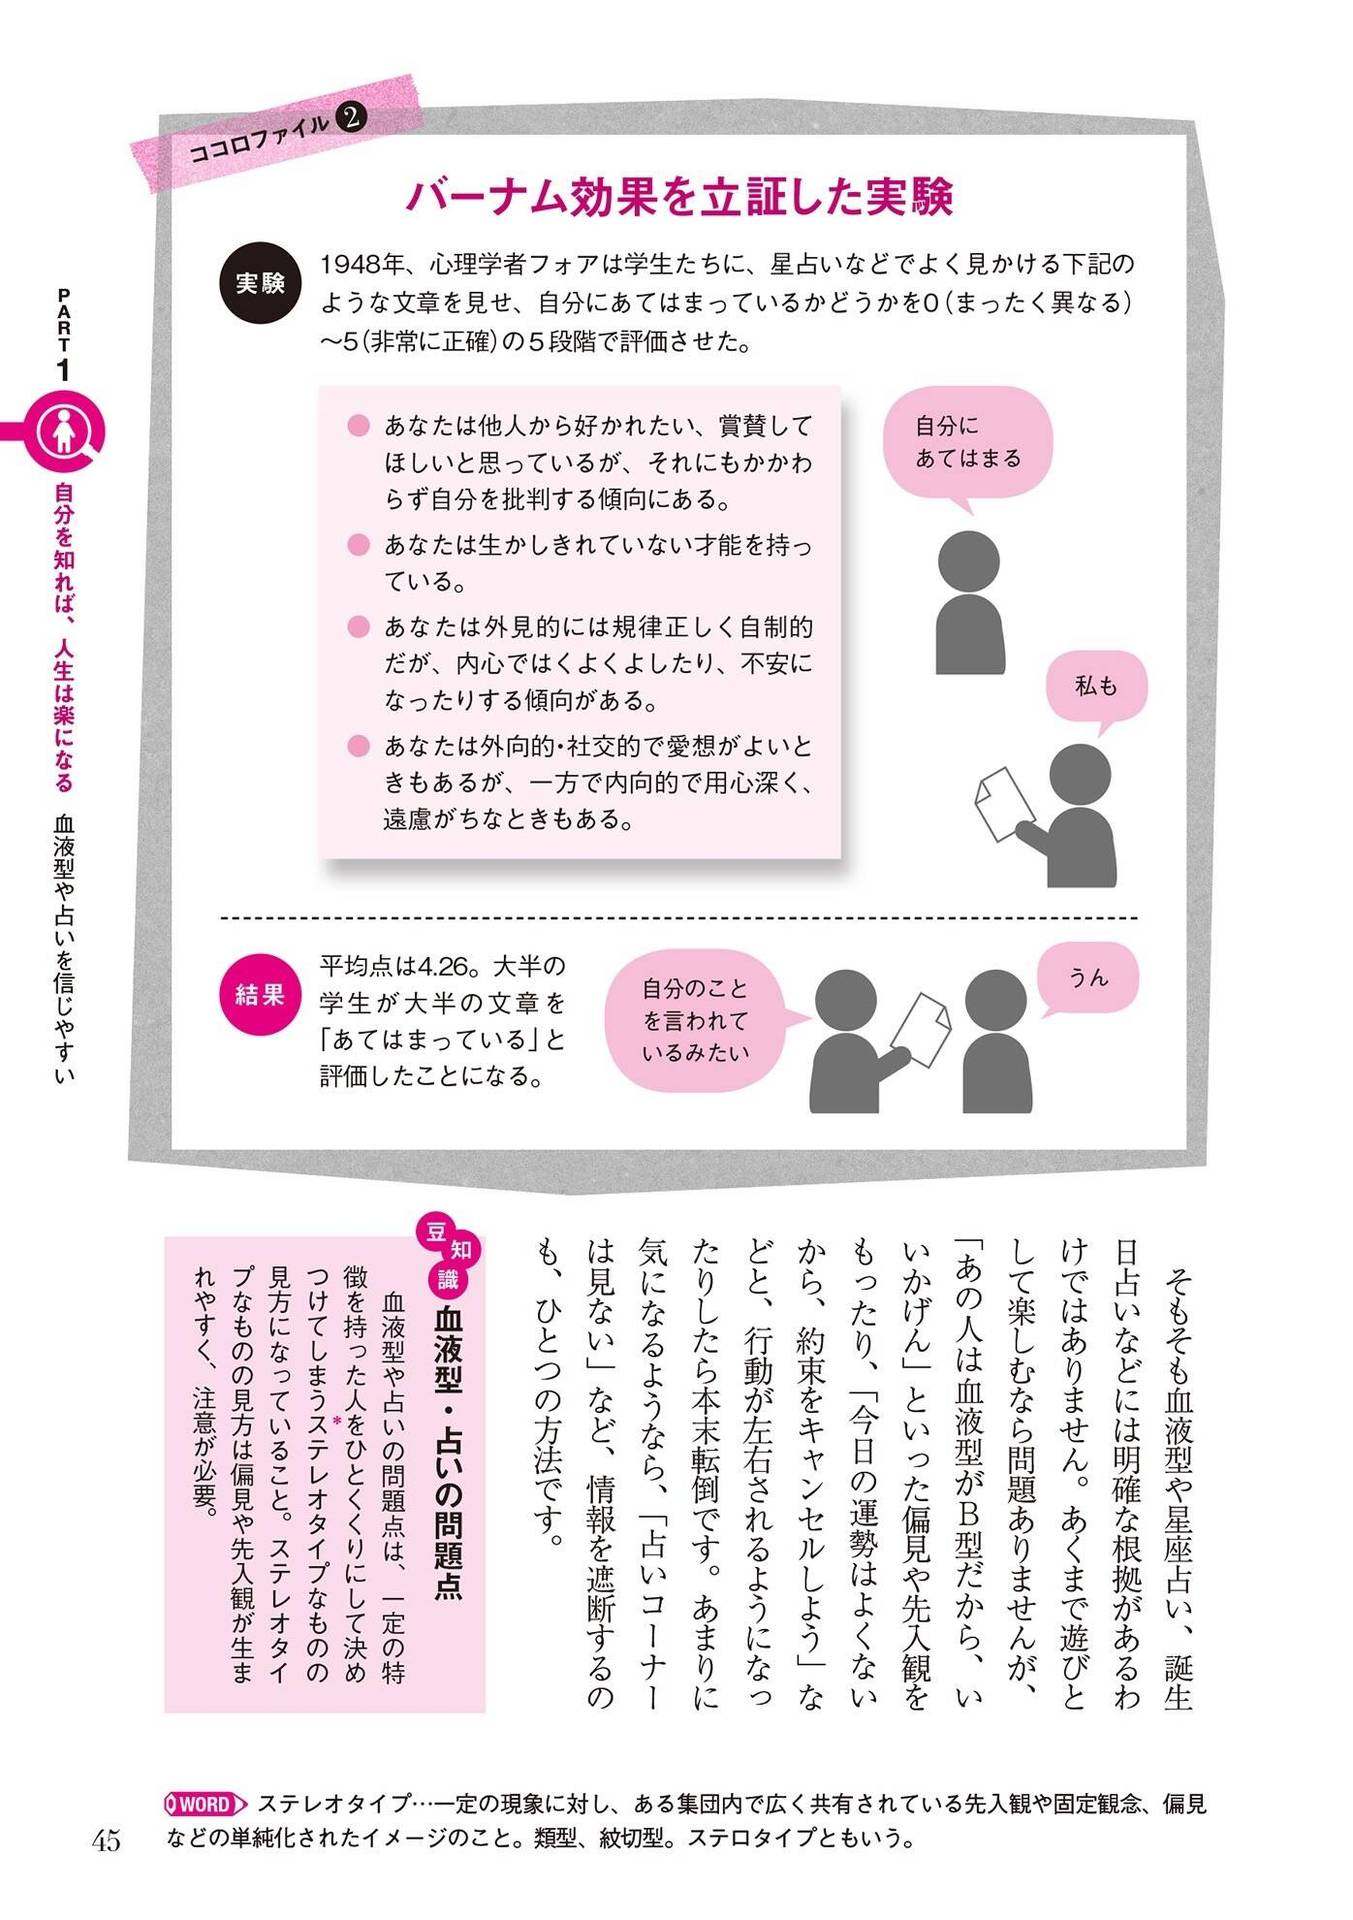 ココロファイル 2
バーナム効果を立証した実験
実験
1948年、心理学者フォアは学生たちに、星占いなどでよく見かける下記の
ような文章を見せ、自分にあてはまっているかどうかを0（まったく異なる）
〜5（非常に正確）の5段階で評価させた。
● あなたは他人から好かれたい、賞賛して
ほしいと思っているが、それにもかかわ
らず自分を批判する傾向にある。
● あなたは生かしきれていない才能を持っ
ている。
● あなたは外見的には規律正しく自制的
だが、内心ではくよくよしたり、不安に
なったりする傾向がある。
● あなたは外向的・社交的で愛想がよいと
きもあるが、一方で内向的で用心深く、
遠慮がちなときもある。
自分に
あてはまる
私も
結果
平均点は4.26。大半の
学生が大半の文章を
「あてはまっている」と
評価したことになる。
自分のこと
を言われて
いるみたい
うん
PART 1
自分を知れば、人生は楽になる 血液型や占いを信じやすい
そもそも血液型や星座占い、誕生
日占いなどには明確な根拠があるわ
けではありません。あくまで遊びと
して楽しむなら問題ありませんが、
「あの人は血液型がB型だから、い
いかげん」といった偏見や先入観を
もったり、「今日の運勢はよくない
から、約束をキャンセルしよう」な
どと、行動が左右されるようになっ
たりしたら本末転倒です。あまりに
気になるようなら、「占いコーナー
は見ない」など、情報を遮断するの
も、ひとつの方法です。
豆知識 血液型・占いの問題点
血液型や占いの問題点は、一定の特
徴を持った人をひとくくりにして決め
つけてしまうステレオタイプ*なものの
見方になっていること。ステレオタイ
プなものの見方は偏見や先入観が生ま
れやすく、注意が必要。
WORD ステレオタイプ…一定の現象に対し、ある集団内で広く共有されている先入観や固定観念、偏見
などの単純化されたイメージのこと。類型、紋切型。ステロタイプともいう。
45